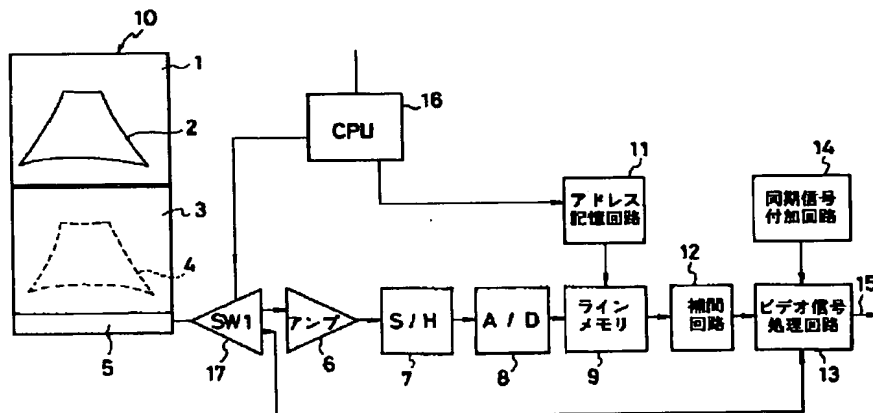 10
1
2
3
4
5
CPU
16
11
アドレス
記憶回路
14
同期信号
付加回路
SW1
17
アンプ
6
S/H
7
A/D
8
ライン
メモリ
9
12
補間
回路
ビデオ信号
処理回路
13
15